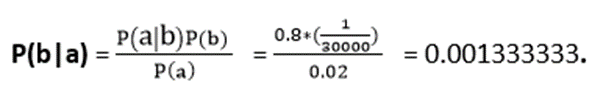 P(b|a) = P(a|b)P(b) / P(a) = 0.8*(1/30000) / 0.02 = 0.001333333.